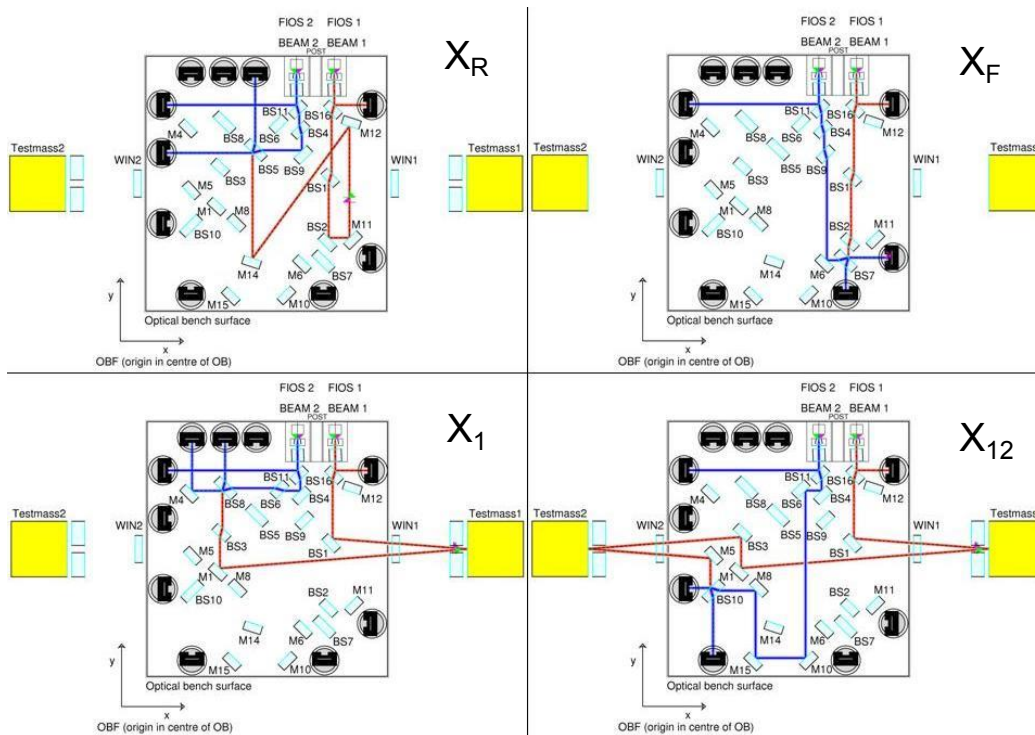 FIOS 2 FIOS 1
BEAM 2 BEAM 1
POST
X_R
BS11 BS16
M4 BS8 BS6 BS4 M12
Testmass2 WIN2 BS3 BS5 BS9 WIN1 Testmass1
M5 BS1
M1 M8
BS10 BS2 M11
M14 M6 BS7
M15 M10
y
Optical bench surface
x
OBF (origin in centre of OB)
FIOS 2 FIOS 1
BEAM 2 BEAM 1
POST
X_F
BS11 BS16
M4 BS8 BS6 BS4 M12
Testmass2 WIN2 BS3 BS5 BS9 WIN1 Testmass1
M5 BS1
M1 M8
BS10 BS2 M11
M14 M6 BS7
M15 M10
y
Optical bench surface
x
OBF (origin in centre of OB)
FIOS 2 FIOS 1
BEAM 2 BEAM 1
POST
X_1
BS11 BS16
M4 BS8 BS6 BS4 M12
Testmass2 WIN2 BS3 BS5 BS9 WIN1 Testmass1
M5 BS1
M1 M8
BS10 BS2 M11
M14 M6 BS7
M15 M10
y
Optical bench surface
x
OBF (origin in centre of OB)
FIOS 2 FIOS 1
BEAM 2 BEAM 1
POST
X_12
BS11 BS16
M4 BS8 BS6 BS4 M12
Testmass2 WIN2 BS3 BS5 BS9 WIN1 Testmass1
M5 BS1
M1 M8
BS10 BS2 M11
M14 M6 BS7
M15 M10
y
Optical bench surface
x
OBF (origin in centre of OB)